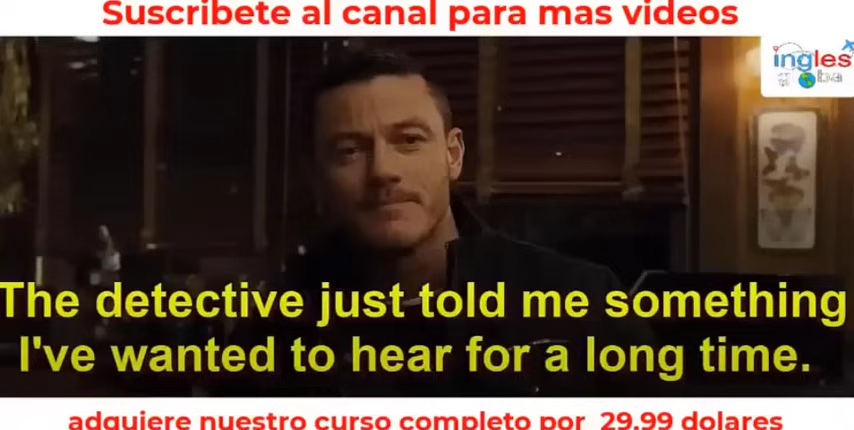 Suscribete al canal para mas videos
ingles
The detective just told me something
I've wanted to hear for a long time.
adquiere nuestro curso completo por 29.99 dolares